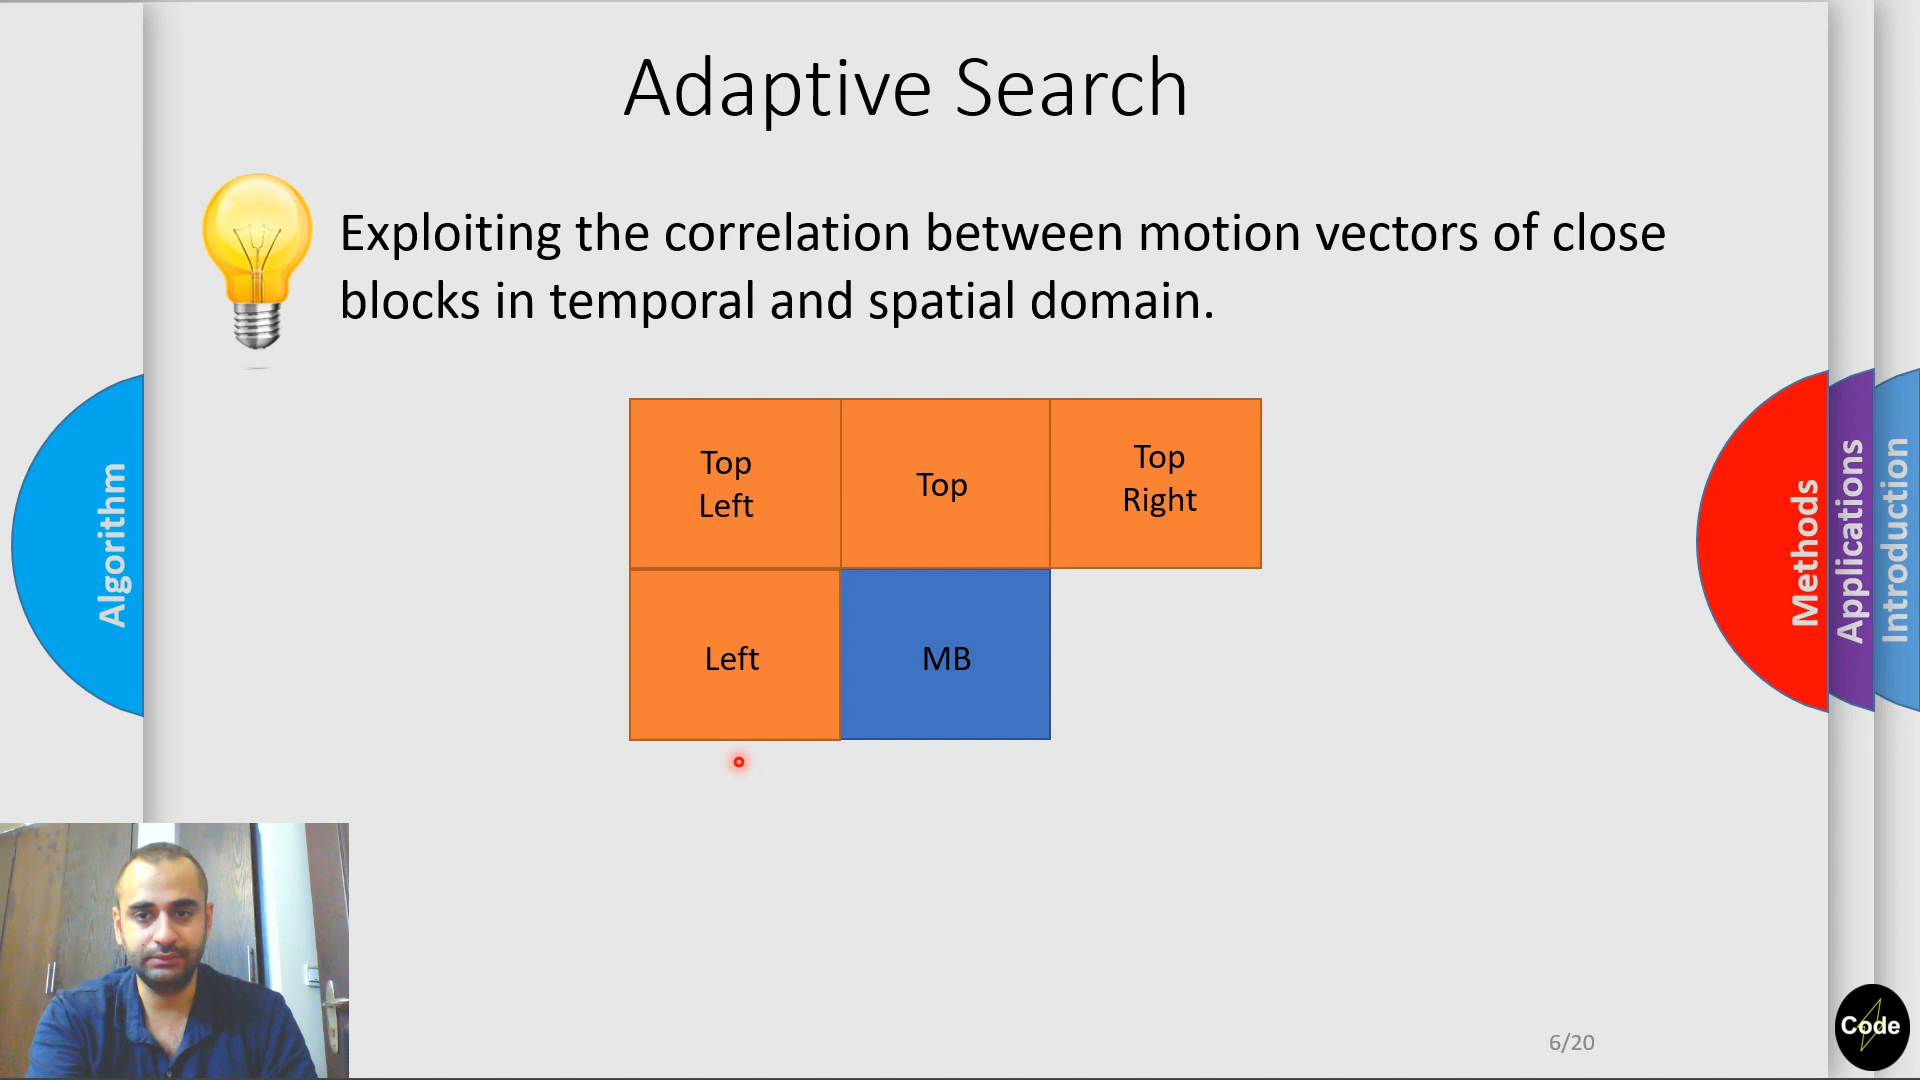 Adaptive Search
Exploiting the correlation between motion vectors of close
blocks in temporal and spatial domain.
Top
Left
Top
Top
Right
Left
MB
Algorithm
Methods
Applications
Introduction
6/20
Code